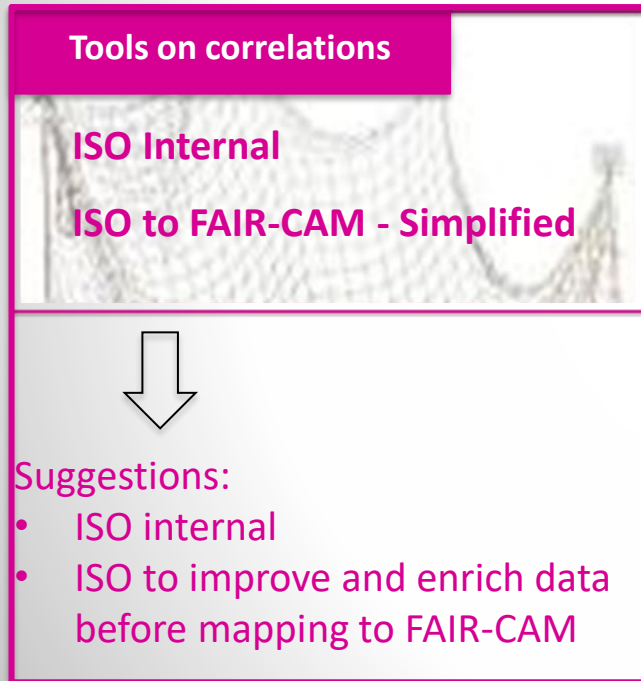 Tools on correlations
ISO Internal
ISO to FAIR-CAM - Simplified
Suggestions:
• ISO internal
• ISO to improve and enrich data
before mapping to FAIR-CAM